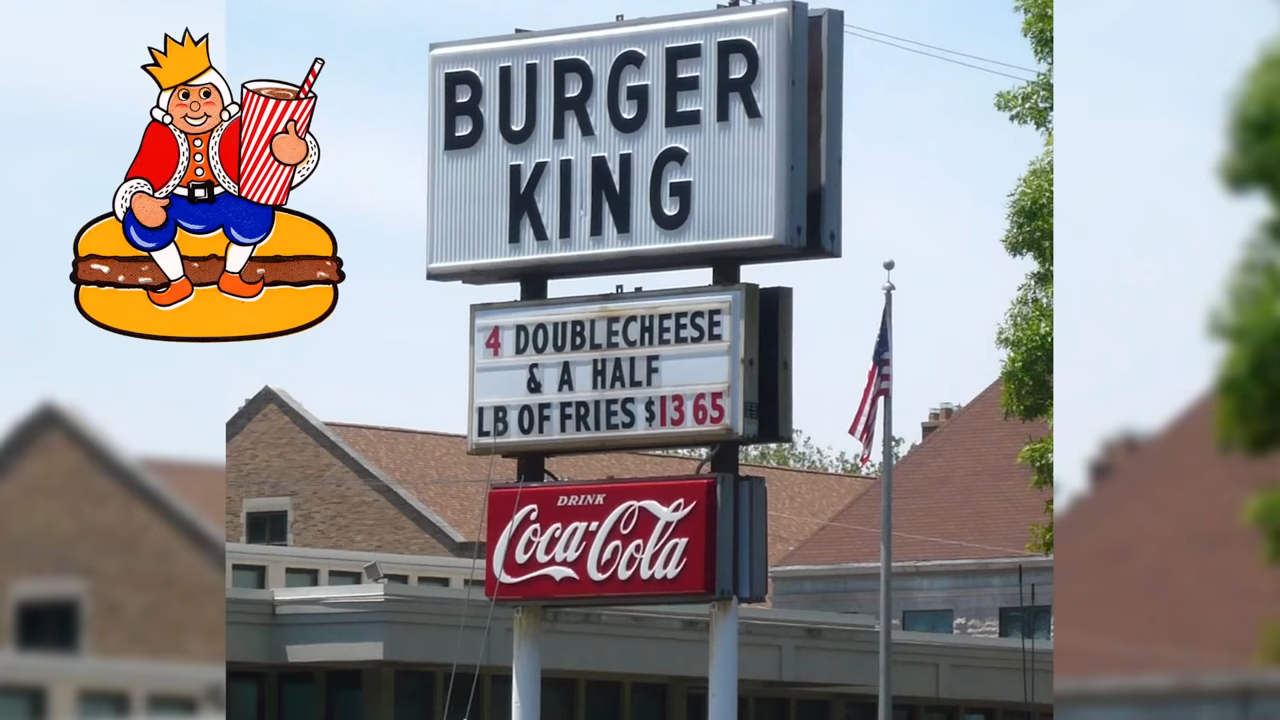 BURGER
KING
4 DOUBLECHEESE
& A HALF
LB OF FRIES $13 65
DRINK
Coca-Cola